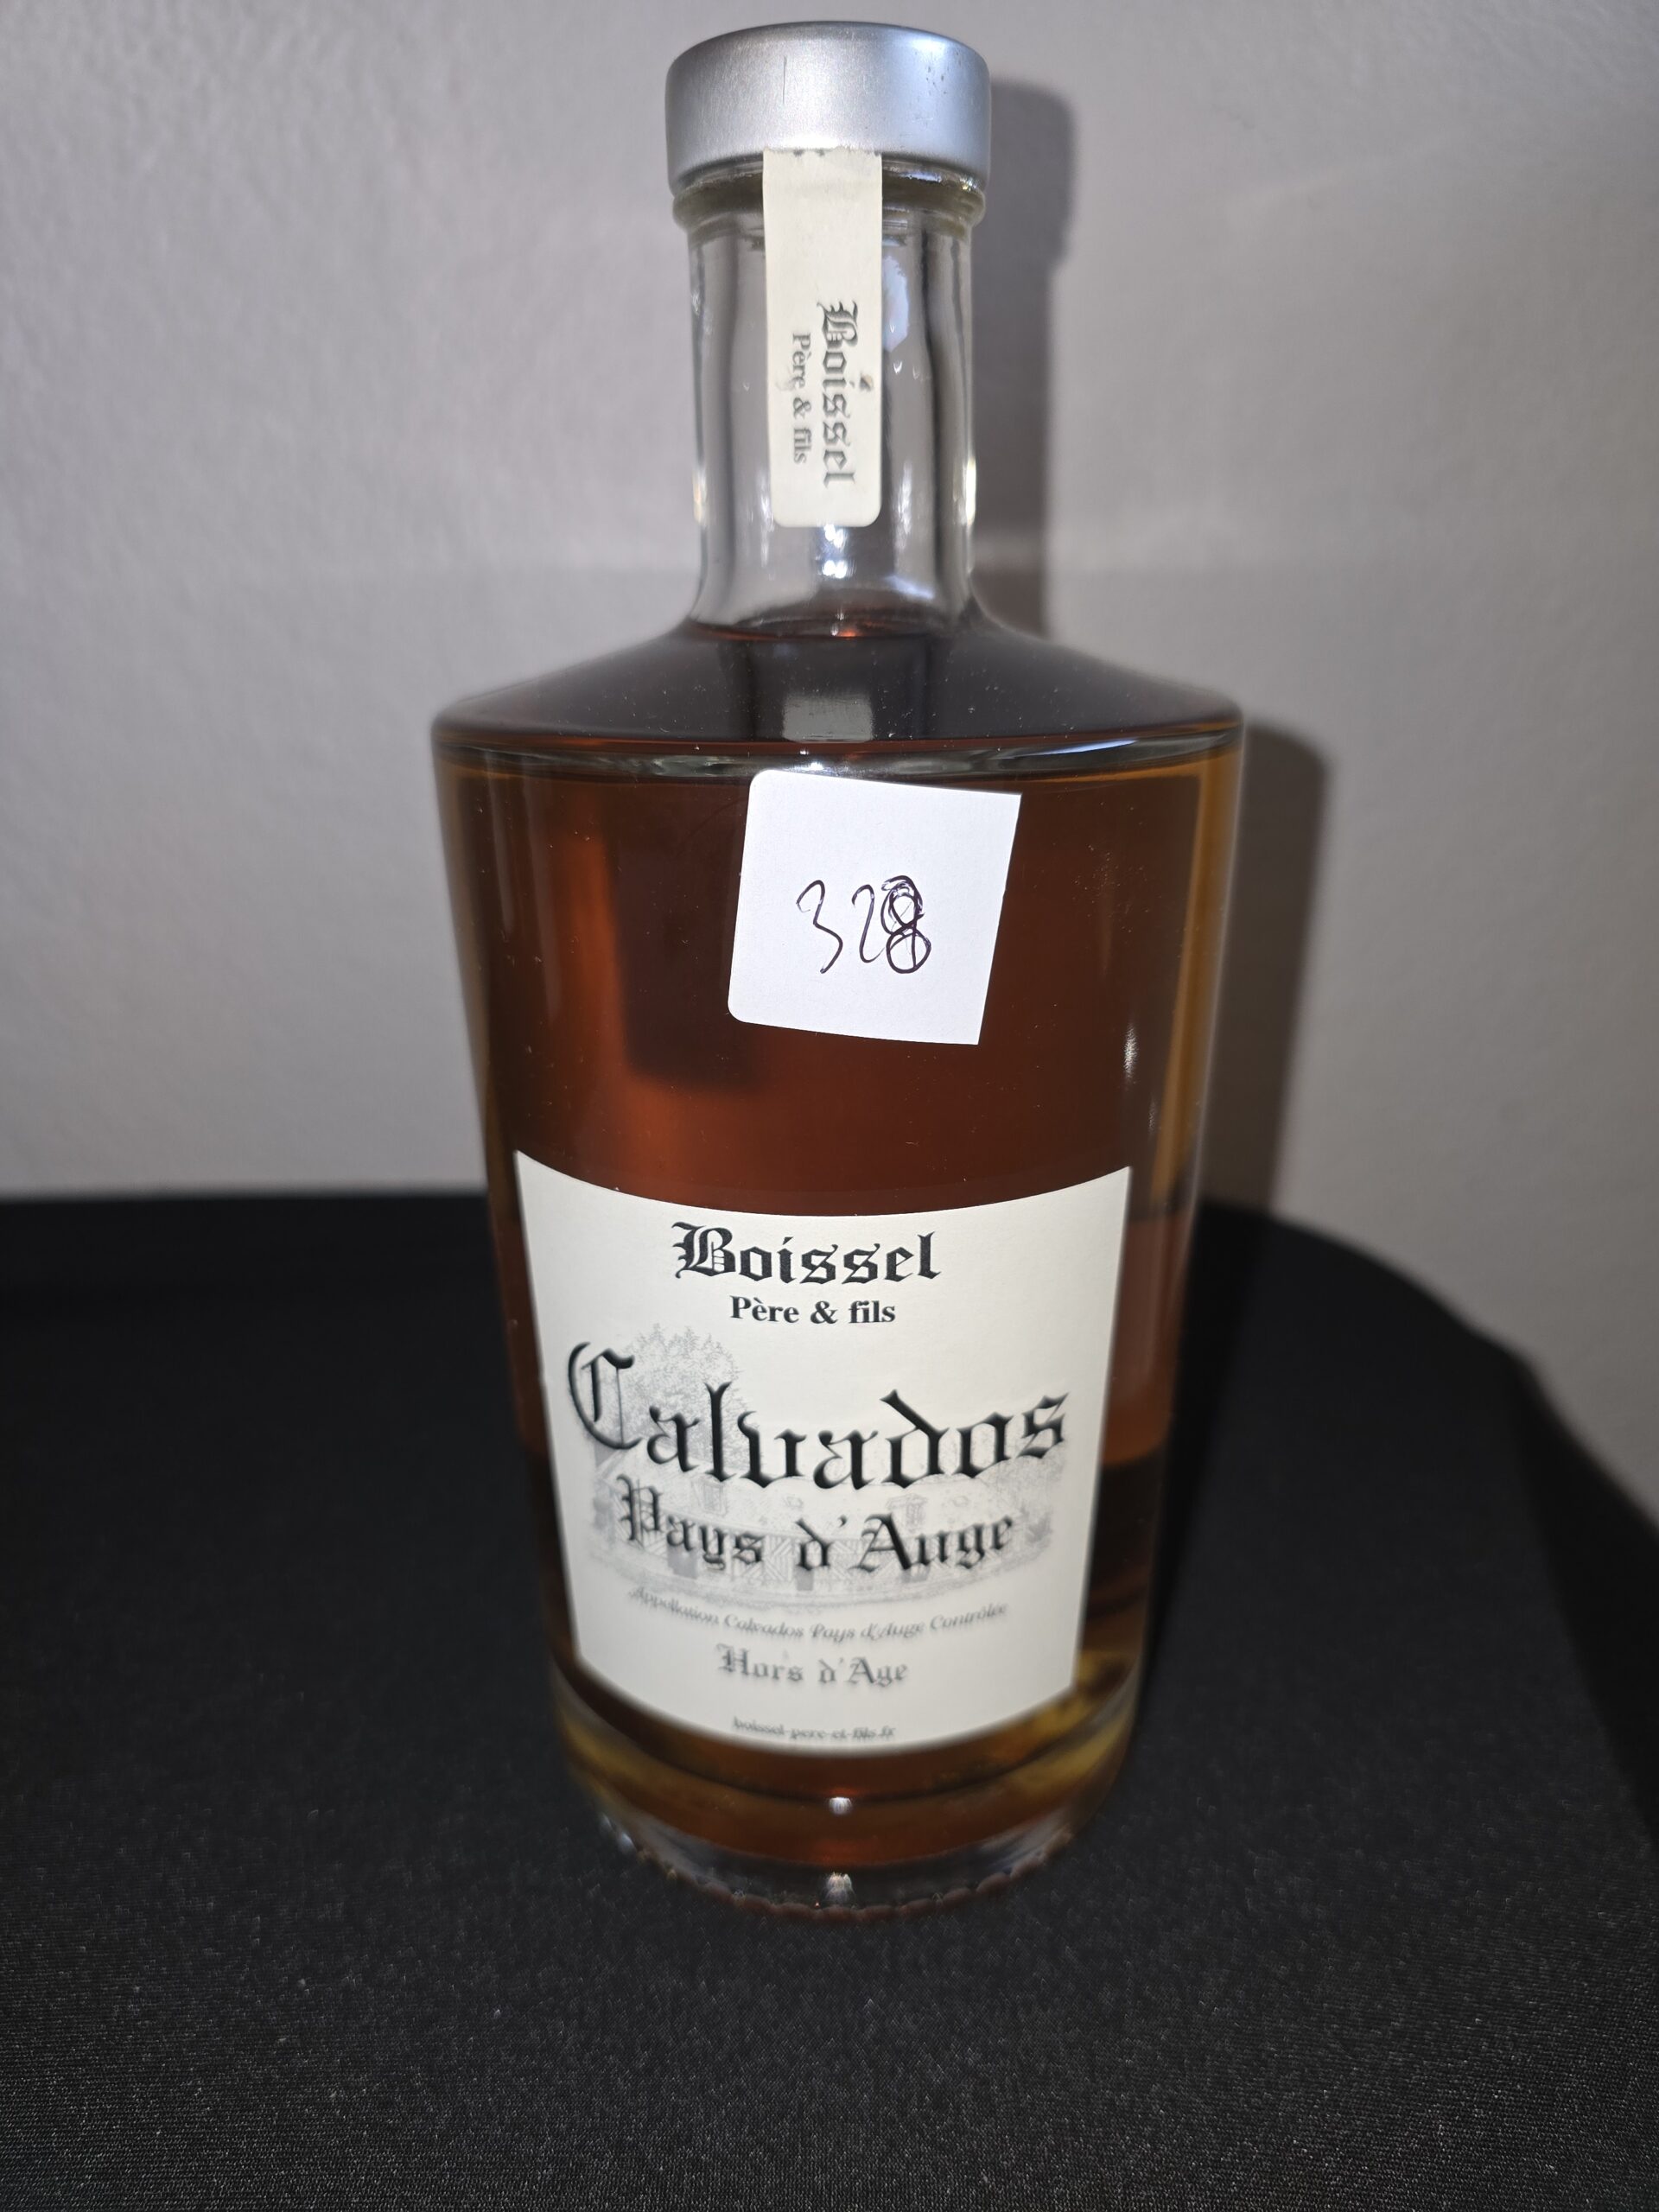 Boissel
Père & fils
328
Boissel
Père & fils
Calvados
Pays d'Auge
Appellation Calvados Pays d'Auge Contrôlée
Hors d'Age
boissel-pere-et-fils.fr